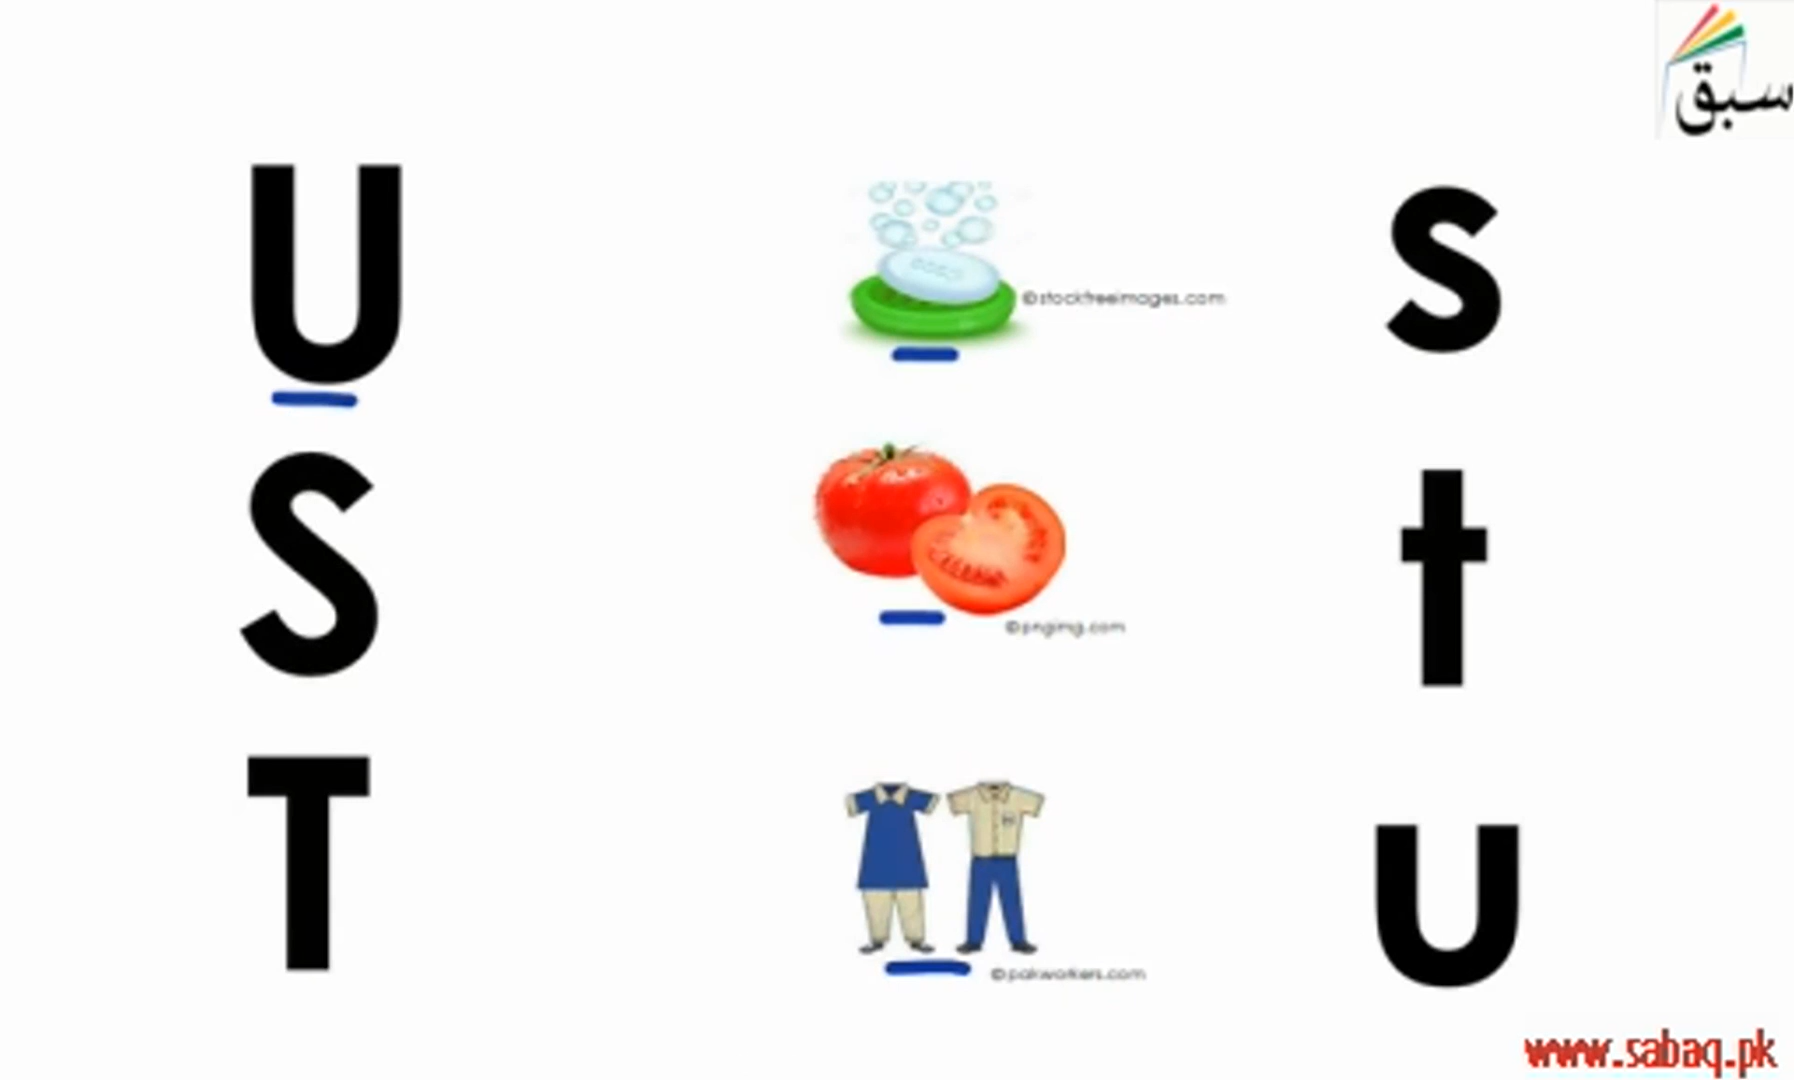 سبق
U
s
©stockfreeimages.com
S
t
©pngimg.com
T
u
©pakworkers.com
www.sabaq.pk